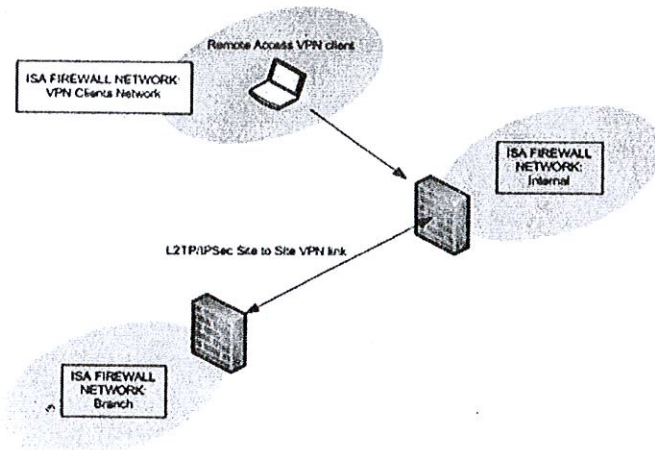 Remote Access VPN client
ISA FIREWALL NETWORK:
VPN Clients Network
ISA FIREWALL
NETWORK:
Internal
L2TP/IPSec Site to Site VPN link
ISA FIREWALL
NETWORK:
Branch